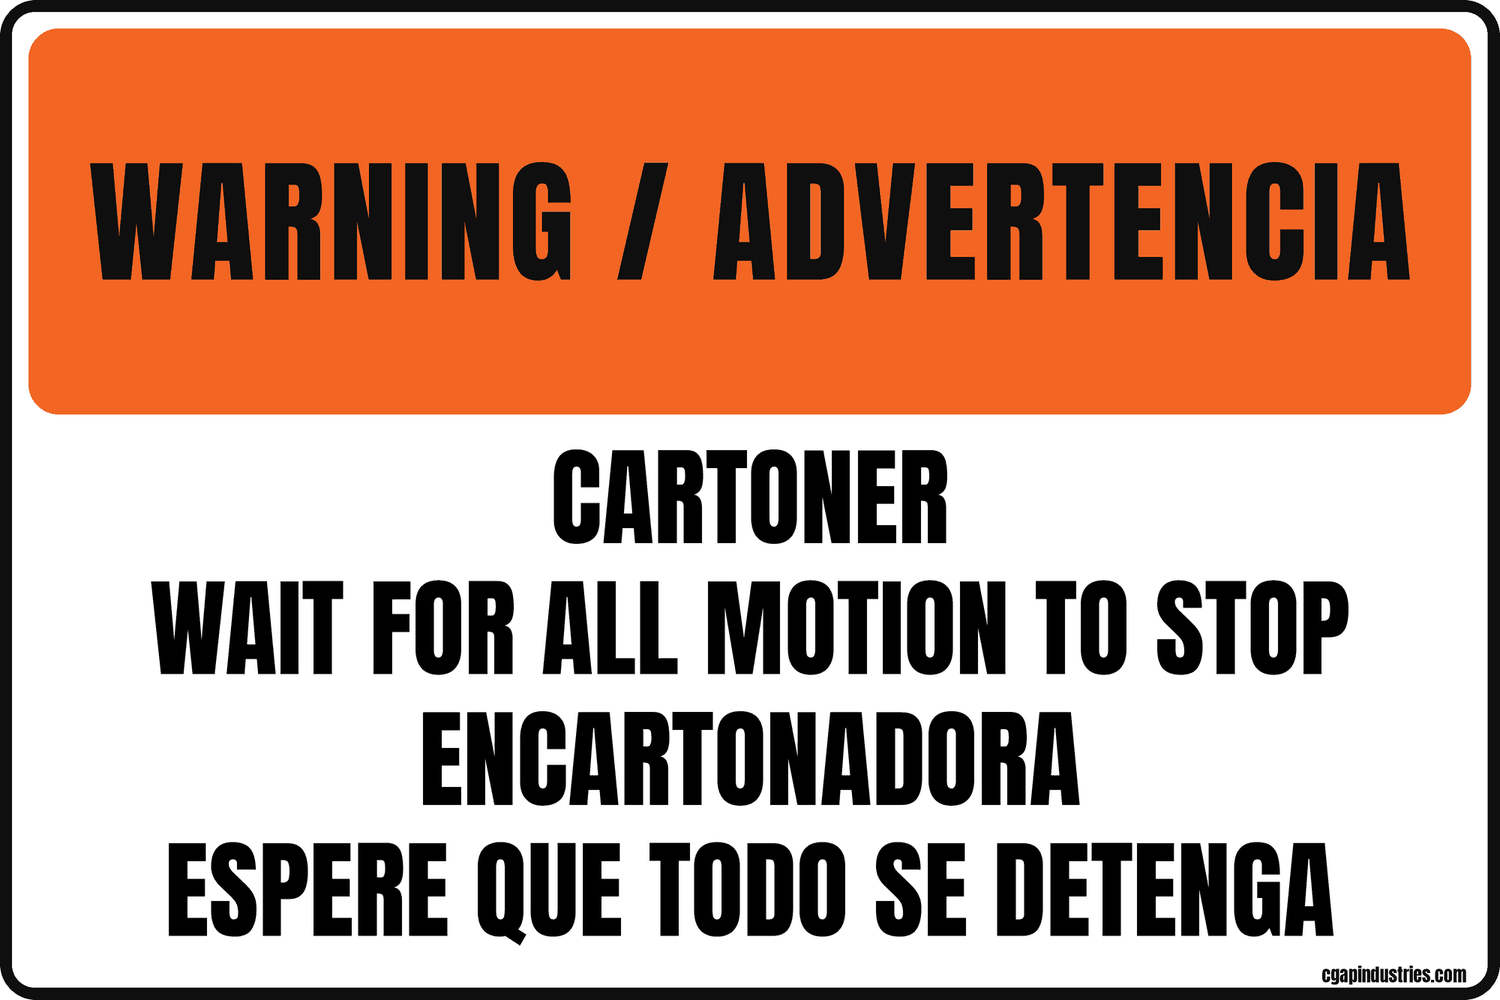 WARNING / ADVERTENCIA
CARTONER
WAIT FOR ALL MOTION TO STOP
ENCARTONADORA
ESPERE QUE TODO SE DETENGA
cgapindustries.com